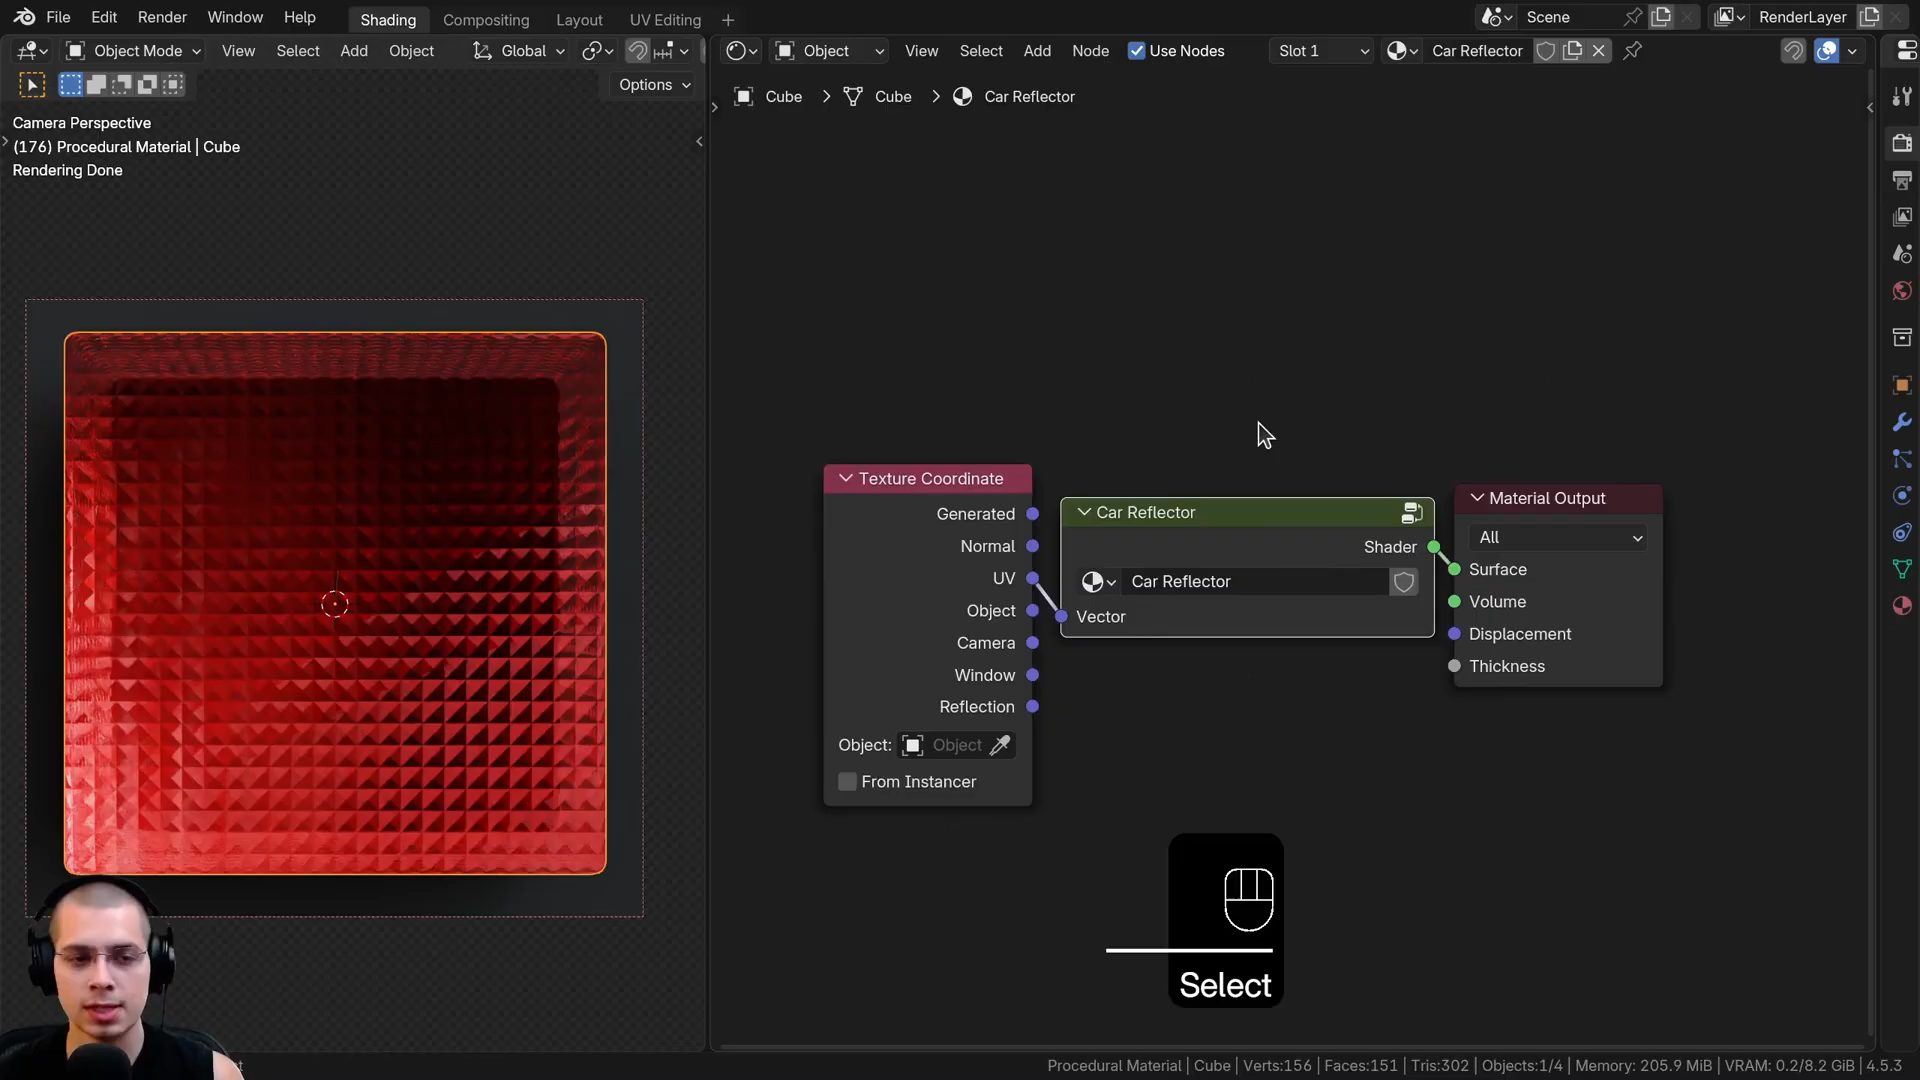 File Edit Render Window Help Shading Compositing Layout UV Editing + Scene RenderLayer
Object Mode View Select Add Object Global
Object View Select Add Node Use Nodes Slot 1 Car Reflector
Options
Cube > Cube > Car Reflector
Camera Perspective
(176) Procedural Material | Cube
Rendering Done
Texture Coordinate
Generated
Normal
UV
Object
Camera
Window
Reflection
Object: Object
From Instancer
Car Reflector
Shader
Car Reflector
Vector
Material Output
All
Surface
Volume
Displacement
Thickness
Select
Procedural Material | Cube | Verts:156 | Faces:151 | Tris:302 | Objects:1/4 | Memory: 205.9 MiB | VRAM: 0.2/8.2 GiB | 4.5.3